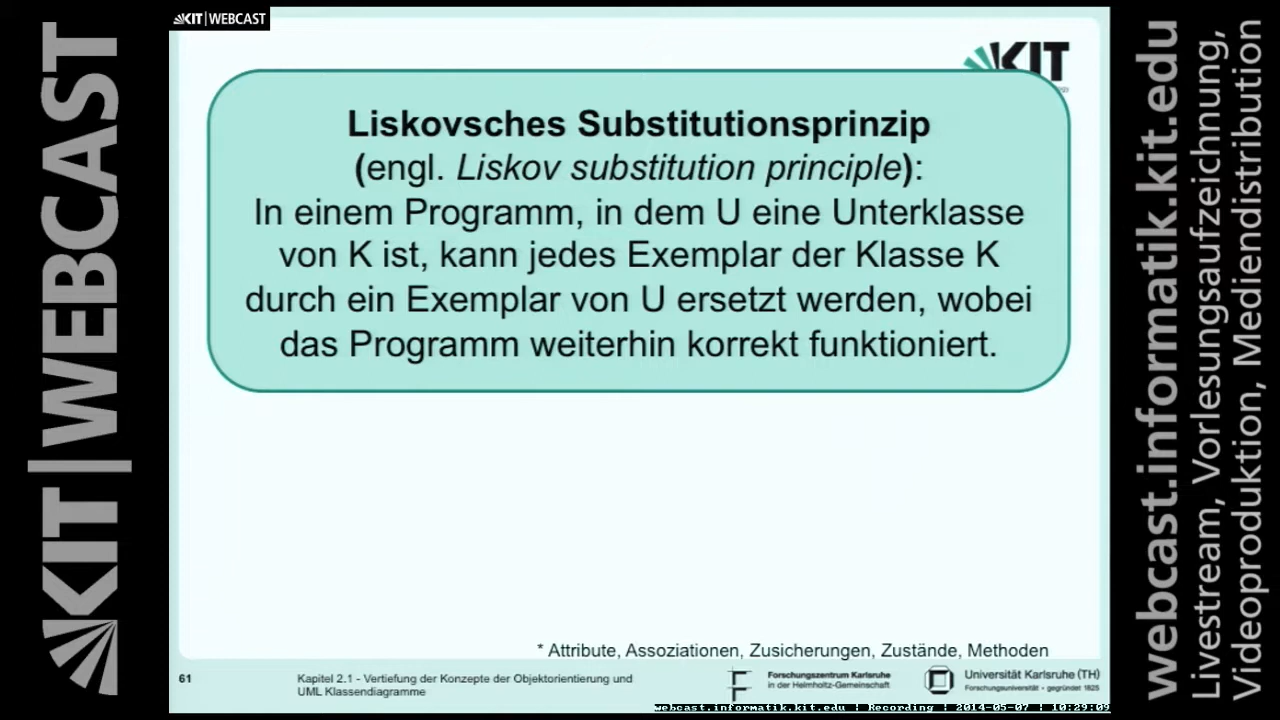 KIT|WEBCAST
KIT|WEBCAST
KIT
Liskovsches Substitutionsprinzip
(engl. Liskov substitution principle):
In einem Programm, in dem U eine Unterklasse
von K ist, kann jedes Exemplar der Klasse K
durch ein Exemplar von U ersetzt werden, wobei
das Programm weiterhin korrekt funktioniert.
* Attribute, Assoziationen, Zusicherungen, Zustände, Methoden
61
Kapitel 2.1 - Vertiefung der Konzepte der Objektorientierung und
UML Klassendiagramme
Forschungszentrum Karlsruhe
in der Helmholtz-Gemeinschaft
Universität Karlsruhe (TH)
Forschungsuniversität • gegründet 1825
webcast.informatik.kit.edu | Recording | 2014-05-07 | 10:29:09
webcast.informatik.kit.edu
Livestream, Vorlesungsaufzeichnung,
Videoproduktion, Mediendistribution